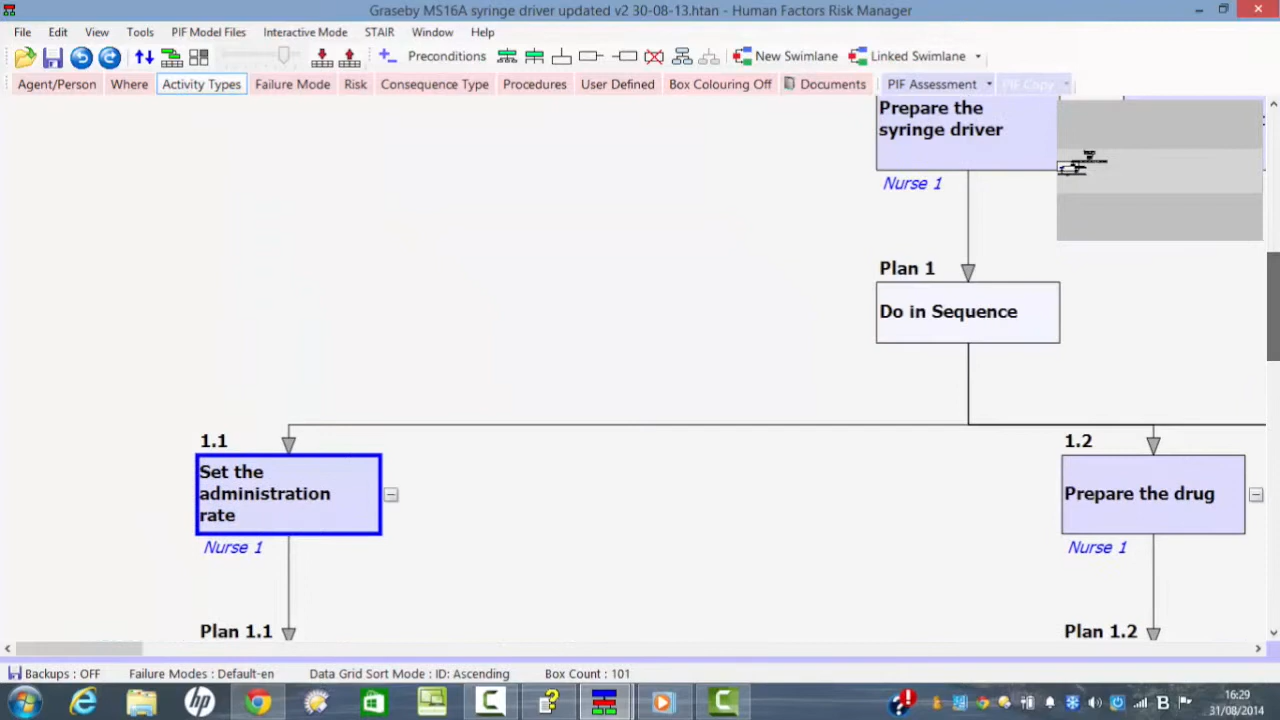 Graseby MS16A syringe driver updated v2 30-08-13.htan - Human Factors Risk Manager
File Edit View Tools PIF Model Files Interactive Mode STAIR Window Help
Preconditions New Swimlane Linked Swimlane
Agent/Person Where Activity Types Failure Mode Risk Consequence Type Procedures User Defined Box Colouring Off Documents PIF Assessment PIF Copy
Prepare the
syringe driver
Nurse 1
Plan 1
Do in Sequence
1.1
Set the
administration
rate
Nurse 1
Plan 1.1
1.2
Prepare the drug
Nurse 1
Plan 1.2
Backups : OFF Failure Modes : Default-en Data Grid Sort Mode : ID: Ascending Box Count : 101
16:29
31/08/2014